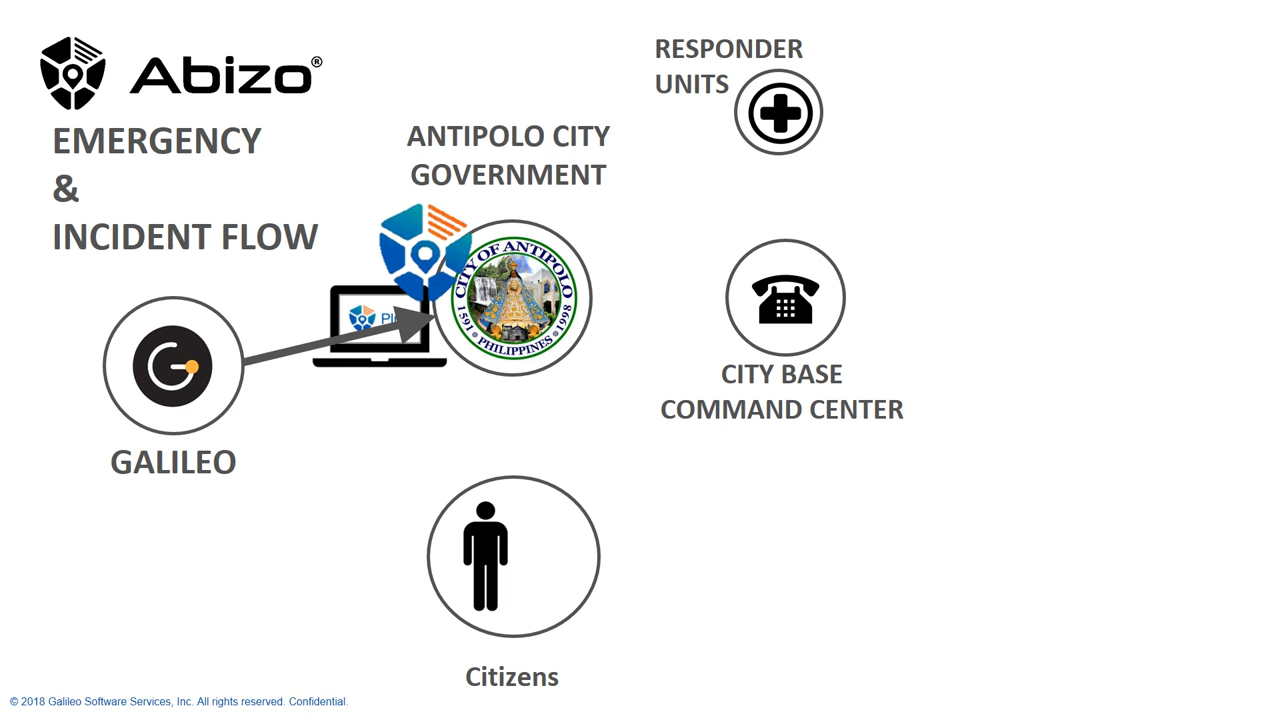 Abizo®
EMERGENCY
&
INCIDENT FLOW
ANTIPOLO CITY
GOVERNMENT
RESPONDER
UNITS
CITY OF ANTIPOLO
1591 * PHILIPPINES * 1998
GALILEO
CITY BASE
COMMAND CENTER
Citizens
© 2018 Galileo Software Services, Inc. All rights reserved. Confidential.